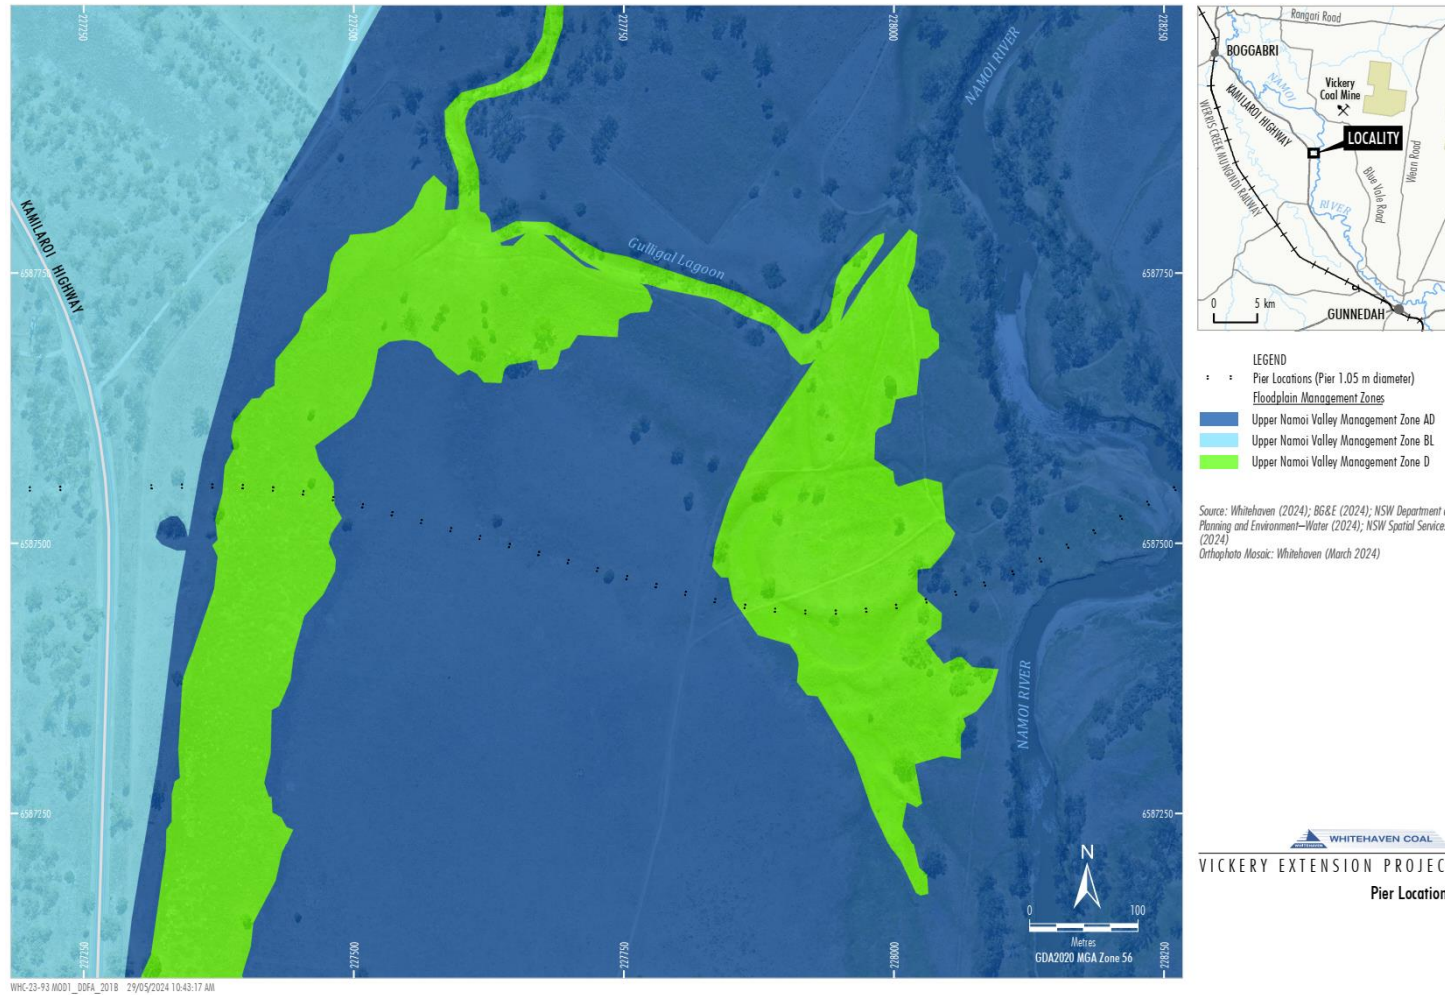 227250
227500
227750
228000
228250
NAMOI RIVER
KAMILAROI HIGHWAY
Gulligal Lagoon
6587750
6587750
6587500
6587500
NAMOI RIVER
6587250
6587250
N
0 100
Metres
GDA2020 MGA Zone 56
227250
227500
227750
228000
228250
WHC-23-93 MOD1_DDFA_201B 29/05/2024 10:43:17 AM
Rangari Road
BOGGABRI
NAMOI
Vickery
Coal Mine
KAMILAROI HIGHWAY
LOCALITY
WERRIS CREEK MUNGINDI RAILWAY
Blue Vale Road
Wean Road
RIVER
0 5 km
GUNNEDAH
LEGEND
Pier Locations (Pier 1.05 m diameter)
Floodplain Management Zones
Upper Namoi Valley Management Zone AD
Upper Namoi Valley Management Zone BL
Upper Namoi Valley Management Zone D
Source: Whitehaven (2024); BG&E (2024); NSW Department
Planning and Environment–Water (2024); NSW Spatial Service
(2024)
Orthophoto Mosaic: Whitehaven (March 2024)
WHITEHAVEN COAL
VICKERY EXTENSION PROJEC
Pier Location